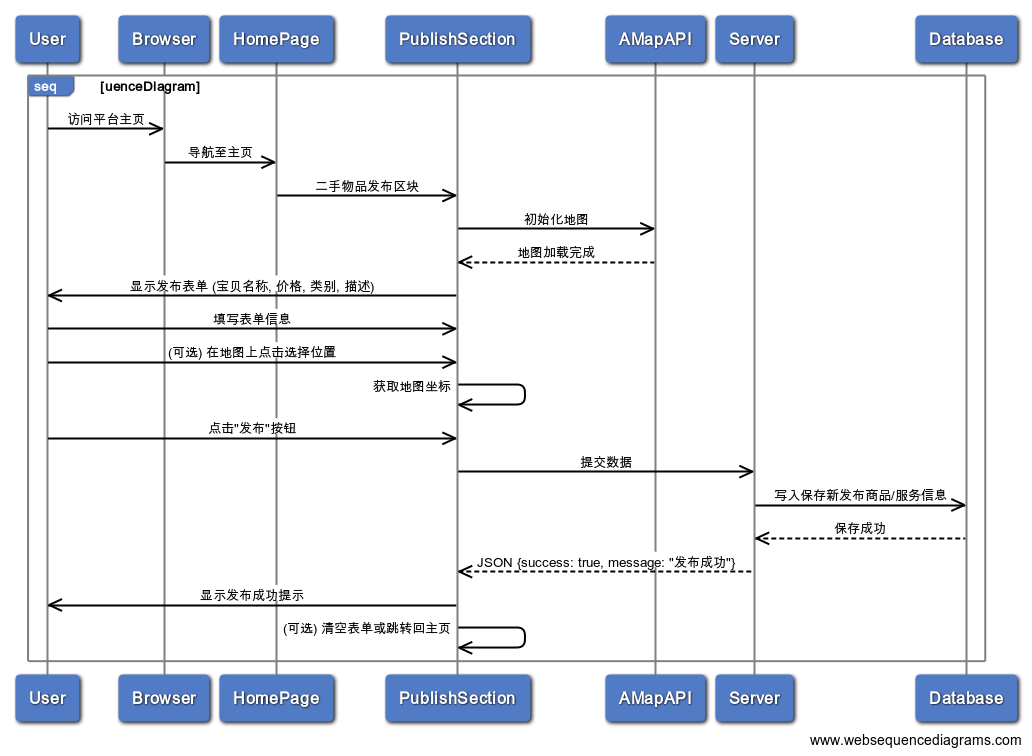 User Browser HomePage PublishSection AMapAPI Server Database
seq [uenceDiagram]
访问平台主页
导航至主页
二手物品发布区块
初始化地图
地图加载完成
显示发布表单 (宝贝名称, 价格, 类别, 描述)
填写表单信息
(可选) 在地图上点击选择位置
获取地图坐标
点击"发布"按钮
提交数据
写入保存新发布商品/服务信息
保存成功
JSON {success: true, message: "发布成功"}
显示发布成功提示
(可选) 清空表单或跳转回主页
User Browser HomePage PublishSection AMapAPI Server Database
www.websequencediagrams.com